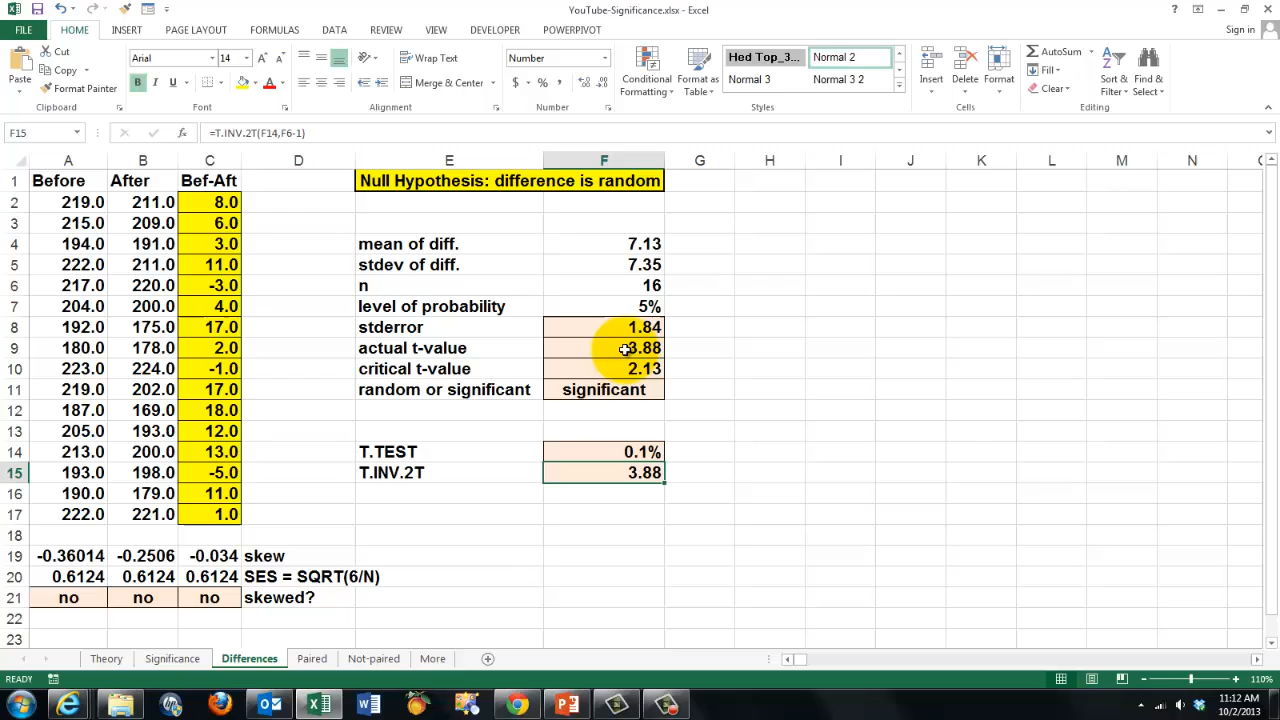 YouTube-Significance.xlsx - Excel
FILE HOME INSERT PAGE LAYOUT FORMULAS DATA REVIEW VIEW DEVELOPER POWERPIVOT Sign in
Paste Cut Copy Format Painter Clipboard
Arial 14 B I U Font
Wrap Text Merge & Center Alignment
Number $ % , Number
Conditional Formatting Format as Table
Hed Top_3... Normal 2
Normal 3 Normal 3 2
Styles
Insert Delete Format Cells
AutoSum Fill Clear Sort & Filter Find & Select Editing
F15 fx =T.INV.2T(F14,F6-1)
A B C D E F G H I J K L M N
1 Before After Bef-Aft Null Hypothesis: difference is random
2 219.0 211.0 8.0
3 215.0 209.0 6.0
4 194.0 191.0 3.0 mean of diff. 7.13
5 222.0 211.0 11.0 stdev of diff. 7.35
6 217.0 220.0 -3.0 n 16
7 204.0 200.0 4.0 level of probability 5%
8 192.0 175.0 17.0 stderror 1.84
9 180.0 178.0 2.0 actual t-value 3.88
10 223.0 224.0 -1.0 critical t-value 2.13
11 219.0 202.0 17.0 random or significant significant
12 187.0 169.0 18.0
13 205.0 193.0 12.0
14 213.0 200.0 13.0 T.TEST 0.1%
15 193.0 198.0 -5.0 T.INV.2T 3.88
16 190.0 179.0 11.0
17 222.0 221.0 1.0
18
19 -0.36014 -0.2506 -0.034 skew
20 0.6124 0.6124 0.6124 SES = SQRT(6/N)
21 no no no skewed?
22
23
Theory Significance Differences Paired Not-paired More
READY 110%
11:12 AM
10/2/2013